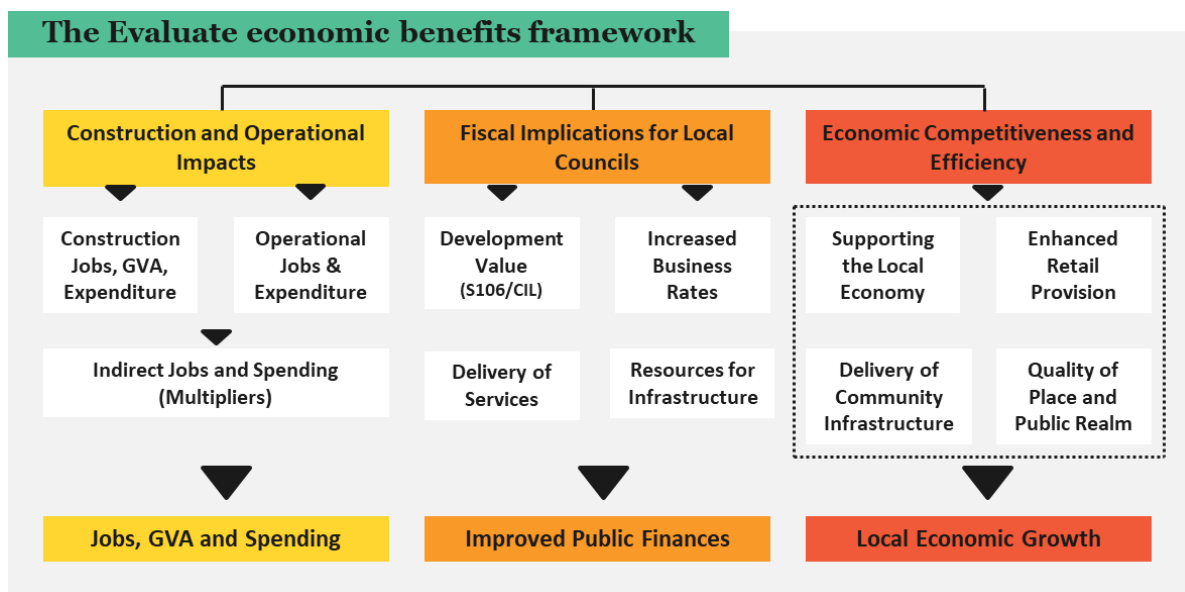 The Evaluate economic benefits framework
Construction and Operational
Impacts
Fiscal Implications for Local
Councils
Economic Competitiveness and
Efficiency
Construction
Jobs, GVA,
Expenditure
Operational
Jobs &
Expenditure
Development
Value
(S106/CIL)
Increased
Business
Rates
Supporting
the Local
Economy
Enhanced
Retail
Provision
Indirect Jobs and Spending
(Multipliers)
Delivery of
Services
Resources for
Infrastructure
Delivery of
Community
Infrastructure
Quality of
Place and
Public Realm
Jobs, GVA and Spending
Improved Public Finances
Local Economic Growth